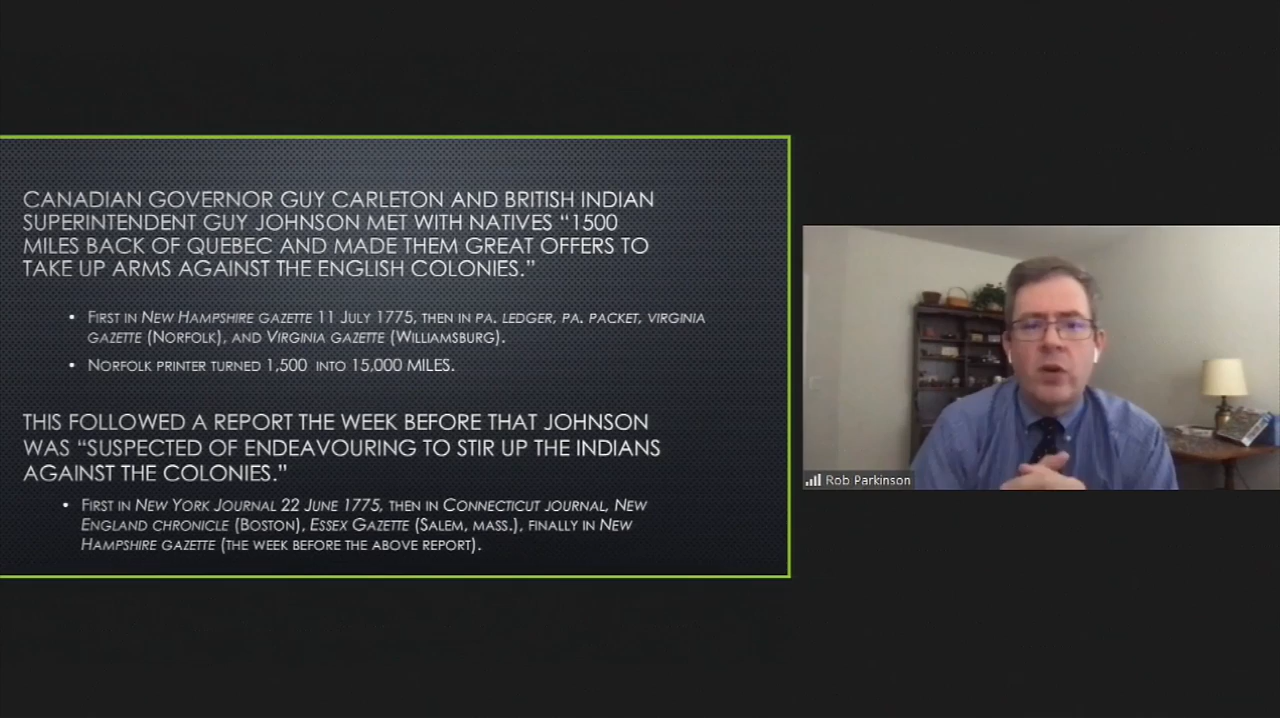 CANADIAN GOVERNOR GUY CARLETON AND BRITISH INDIAN
SUPERINTENDENT GUY JOHNSON MET WITH NATIVES “1500
MILES BACK OF QUEBEC AND MADE THEM GREAT OFFERS TO
TAKE UP ARMS AGAINST THE ENGLISH COLONIES.”
• FIRST IN NEW HAMPSHIRE GAZETTE 11 JULY 1775, THEN IN PA. LEDGER, PA. PACKET, VIRGINIA
GAZETTE (NORFOLK), AND VIRGINIA GAZETTE (WILLIAMSBURG).
• NORFOLK PRINTER TURNED 1,500 INTO 15,000 MILES.
THIS FOLLOWED A REPORT THE WEEK BEFORE THAT JOHNSON
WAS “SUSPECTED OF ENDEAVOURING TO STIR UP THE INDIANS
AGAINST THE COLONIES.”
• FIRST IN NEW YORK JOURNAL 22 JUNE 1775, THEN IN CONNECTICUT JOURNAL, NEW
ENGLAND CHRONICLE (BOSTON), ESSEX GAZETTE (SALEM, MASS.), FINALLY IN NEW
HAMPSHIRE GAZETTE (THE WEEK BEFORE THE ABOVE REPORT).
Rob Parkinson